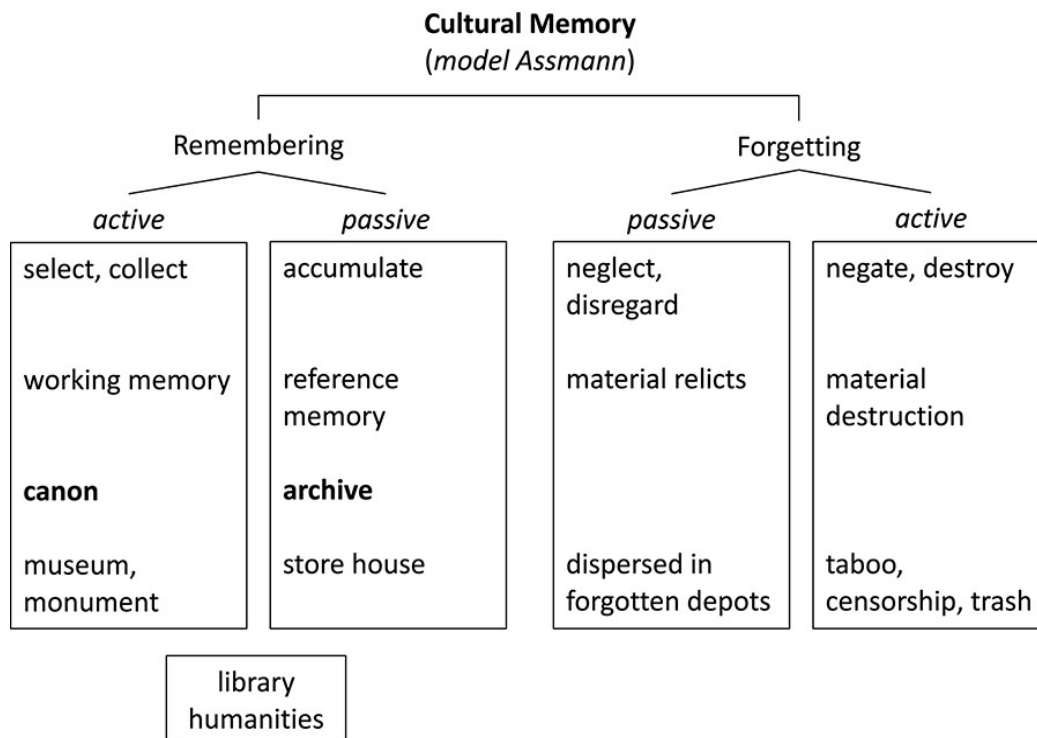 Cultural Memory
(model Assmann)
Remembering
Forgetting
active
passive
passive
active
select, collect
working memory
canon
museum,
monument
accumulate
reference
memory
archive
store house
neglect,
disregard
material relicts
dispersed in
forgotten depots
negate, destroy
material
destruction
taboo,
censorship, trash
library
humanities